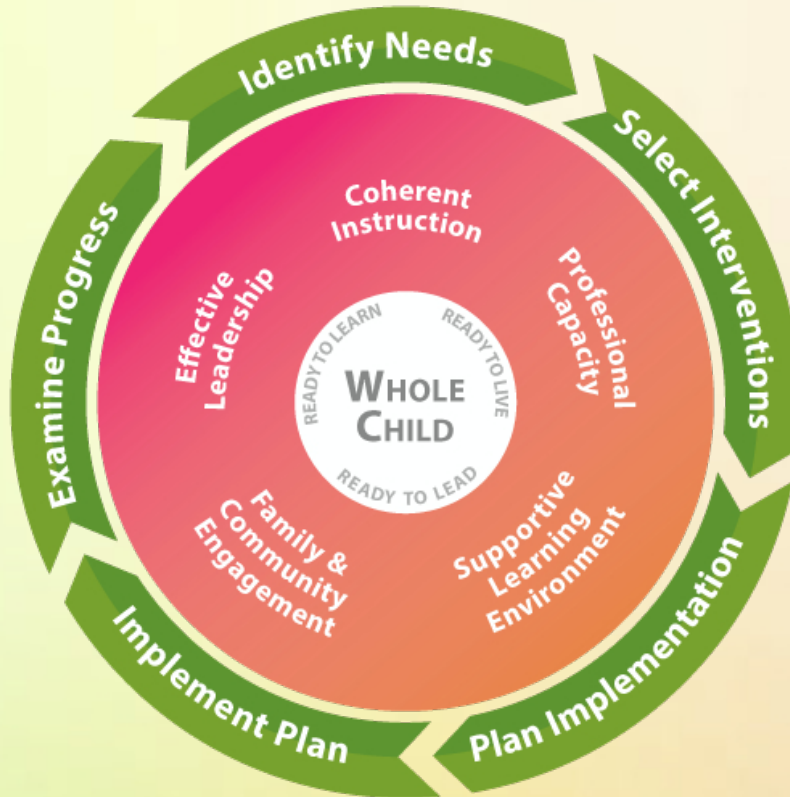 Identify Needs
Select Interventions
Plan Implementation
Implement Plan
Examine Progress
Coherent
Instruction
Professional
Capacity
Supportive
Learning
Environment
Family &
Community
Engagement
Effective
Leadership
READY TO LEARN
READY TO LIVE
READY TO LEAD
WHOLE
CHILD